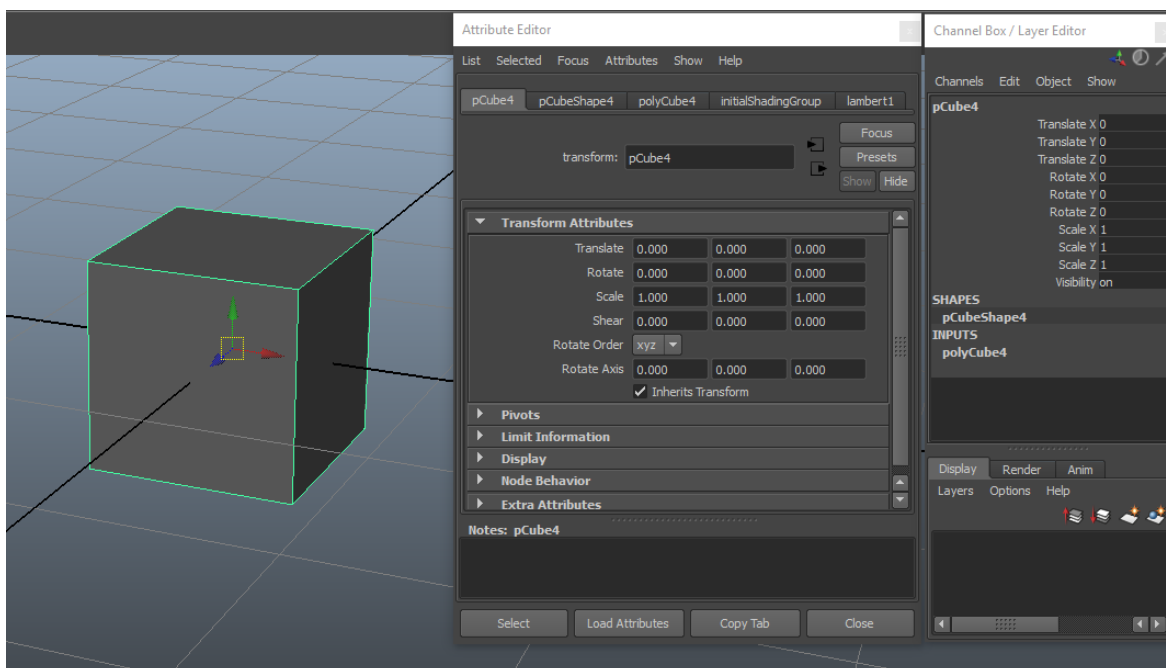 Attribute Editor
List Selected Focus Attributes Show Help
pCube4 pCubeShape4 polyCube4 initialShadingGroup lambert1
transform: pCube4
Focus
Presets
Show Hide
Transform Attributes
Translate 0.000 0.000 0.000
Rotate 0.000 0.000 0.000
Scale 1.000 1.000 1.000
Shear 0.000 0.000 0.000
Rotate Order xyz
Rotate Axis 0.000 0.000 0.000
Inherits Transform
Pivots
Limit Information
Display
Node Behavior
Extra Attributes
Notes: pCube4
Select Load Attributes Copy Tab Close
Channel Box / Layer Editor
Channels Edit Object Show
pCube4
Translate X 0
Translate Y 0
Translate Z 0
Rotate X 0
Rotate Y 0
Rotate Z 0
Scale X 1
Scale Y 1
Scale Z 1
Visibility on
SHAPES
pCubeShape4
INPUTS
polyCube4
Display Render Anim
Layers Options Help